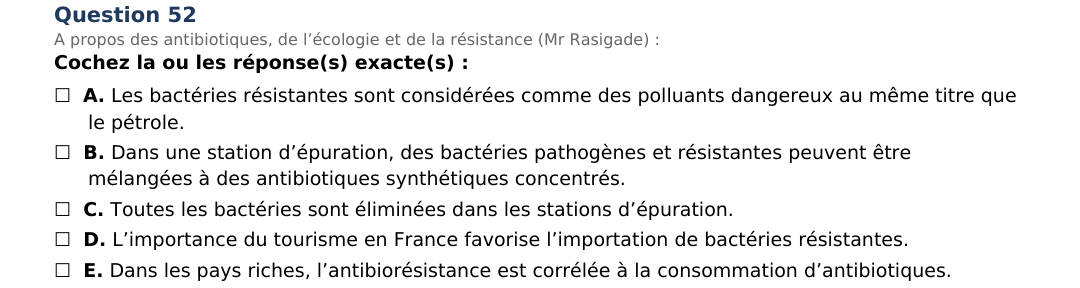 Question 52
A propos des antibiotiques, de l’écologie et de la résistance (Mr Rasigade) :
Cochez la ou les réponse(s) exacte(s) :
☐ A. Les bactéries résistantes sont considérées comme des polluants dangereux au même titre que
le pétrole.
☐ B. Dans une station d’épuration, des bactéries pathogènes et résistantes peuvent être
mélangées à des antibiotiques synthétiques concentrés.
☐ C. Toutes les bactéries sont éliminées dans les stations d’épuration.
☐ D. L’importance du tourisme en France favorise l’importation de bactéries résistantes.
☐ E. Dans les pays riches, l’antibiorésistance est corrélée à la consommation d’antibiotiques.